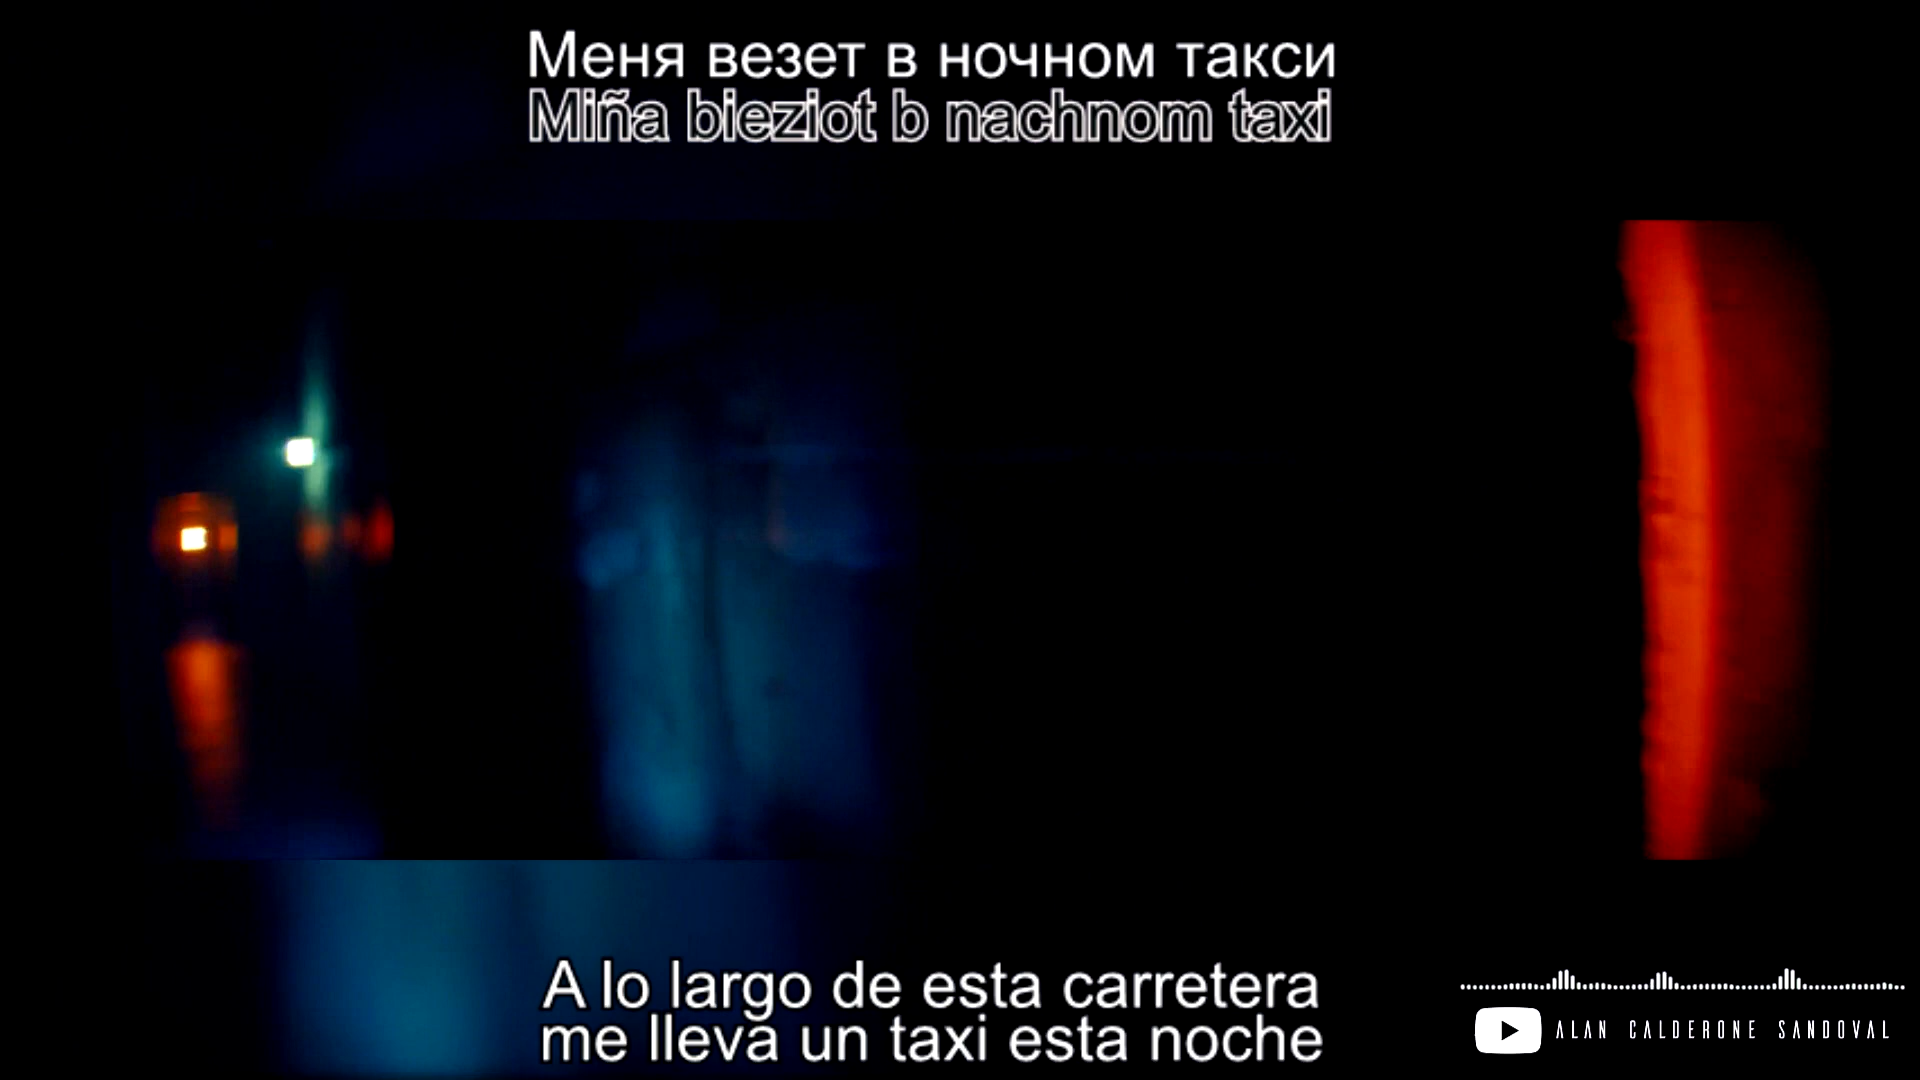 Меня везет в ночном такси
Miña bieziot b nachnom taxi
A lo largo de esta carretera
me lleva un taxi esta noche
ALAN CALDERONE SANDOVAL